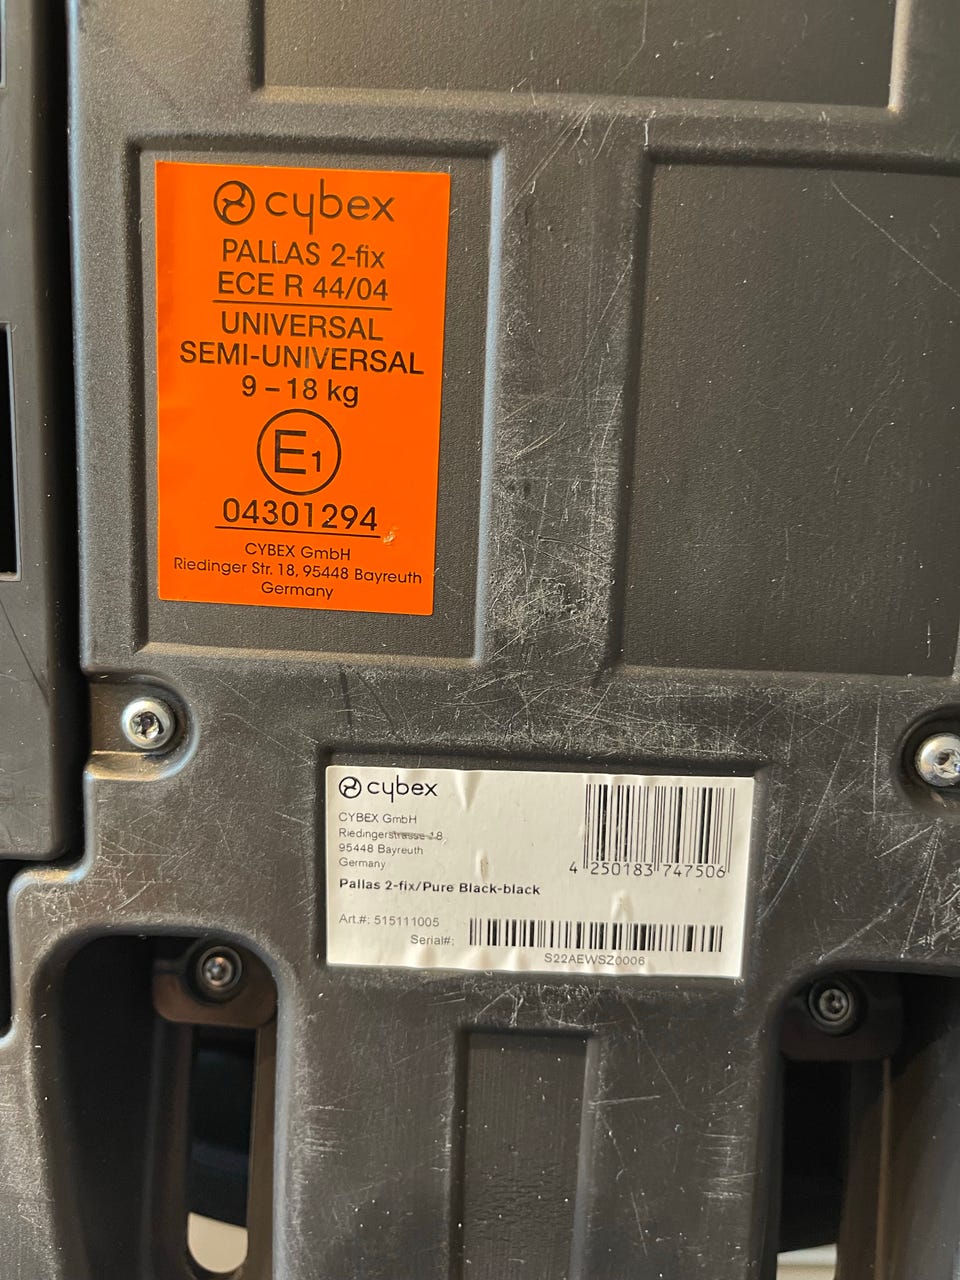 cybex
PALLAS 2-fix
ECE R 44/04
UNIVERSAL
SEMI-UNIVERSAL
9 – 18 kg
E1
04301294
CYBEX GmbH
Riedinger Str. 18, 95448 Bayreuth
Germany
cybex
CYBEX GmbH
Riedingerstrasse 18
95448 Bayreuth
Germany
4 250183 747506
Pallas 2-fix/Pure Black-black
Art.#: 515111005
Serial#:
S22AEWSZ0006